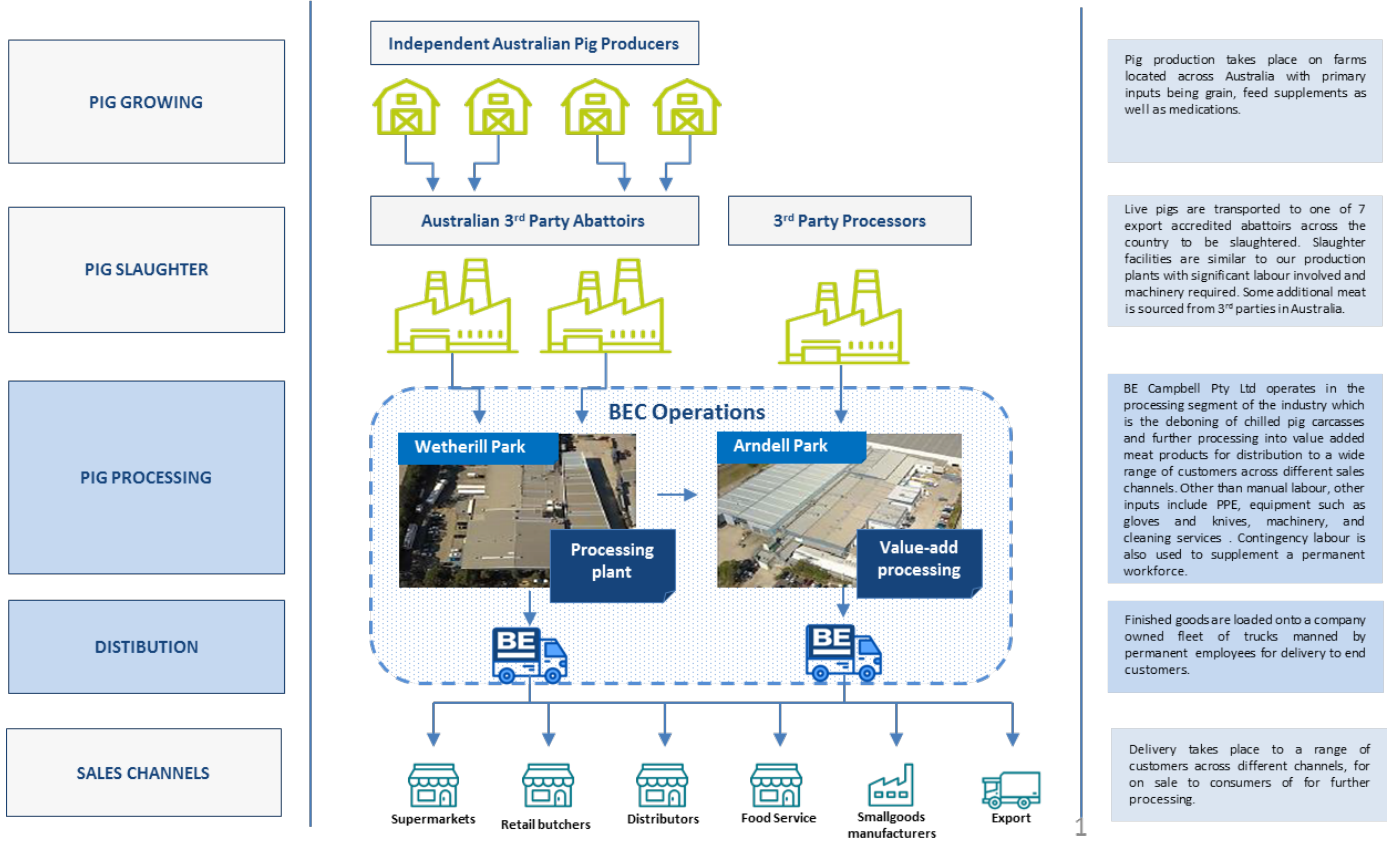 PIG GROWING
Independent Australian Pig Producers
Pig production takes place on farms
located across Australia with primary
inputs being grain, feed supplements as
well as medications.
PIG SLAUGHTER
Australian 3rd Party Abattoirs
3rd Party Processors
Live pigs are transported to one of 7
export accredited abattoirs across the
country to be slaughtered. Slaughter
facilities are similar to our production
plants with significant labour involved and
machinery required. Some additional meat
is sourced from 3rd parties in Australia.
PIG PROCESSING
BEC Operations
Wetherill Park
Arndell Park
Processing
plant
Value-add
processing
BE Campbell Pty Ltd operates in the
processing segment of the industry which
is the deboning of chilled pig carcasses
and further processing into value added
meat products for distribution to a wide
range of customers across different sales
channels. Other than manual labour, other
inputs include PPE, equipment such as
gloves and knives, machinery, and
cleaning services . Contingency labour is
also used to supplement a permanent
workforce.
DISTIBUTION
BE
BE
Finished goods are loaded onto a company
owned fleet of trucks manned by
permanent employees for delivery to end
customers.
SALES CHANNELS
Supermarkets
Retail butchers
Distributors
Food Service
Smallgoods
manufacturers
Export
1
Delivery takes place to a range of
customers across different channels, for
on sale to consumers of for further
processing.